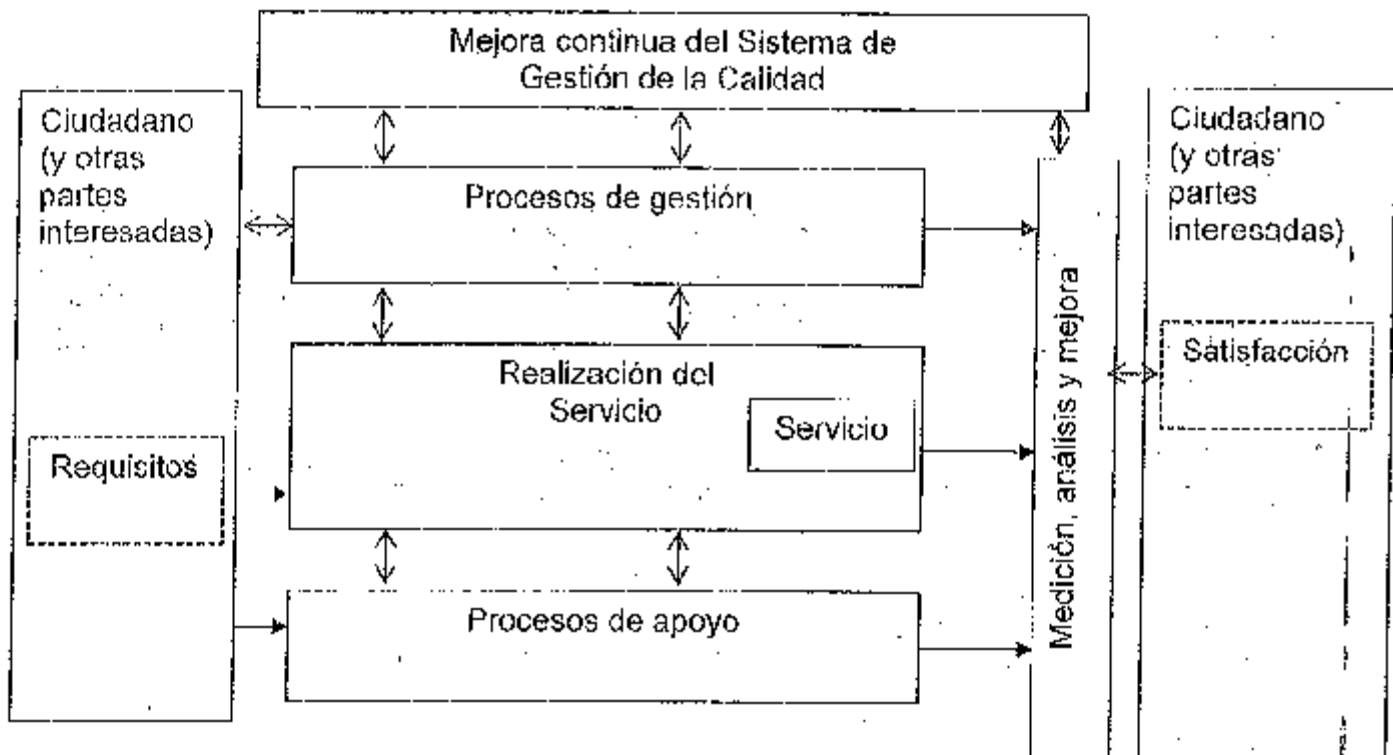 Mejora continua del Sistema de
Gestión de la Calidad
Ciudadano
(y otras
partes
interesadas)
Requisitos
Procesos de gestión
Realización del
Servicio
Servicio
Procesos de apoyo
Medición, análisis y mejora
Ciudadano
(y otras
partes
interesadas)
Satisfacción